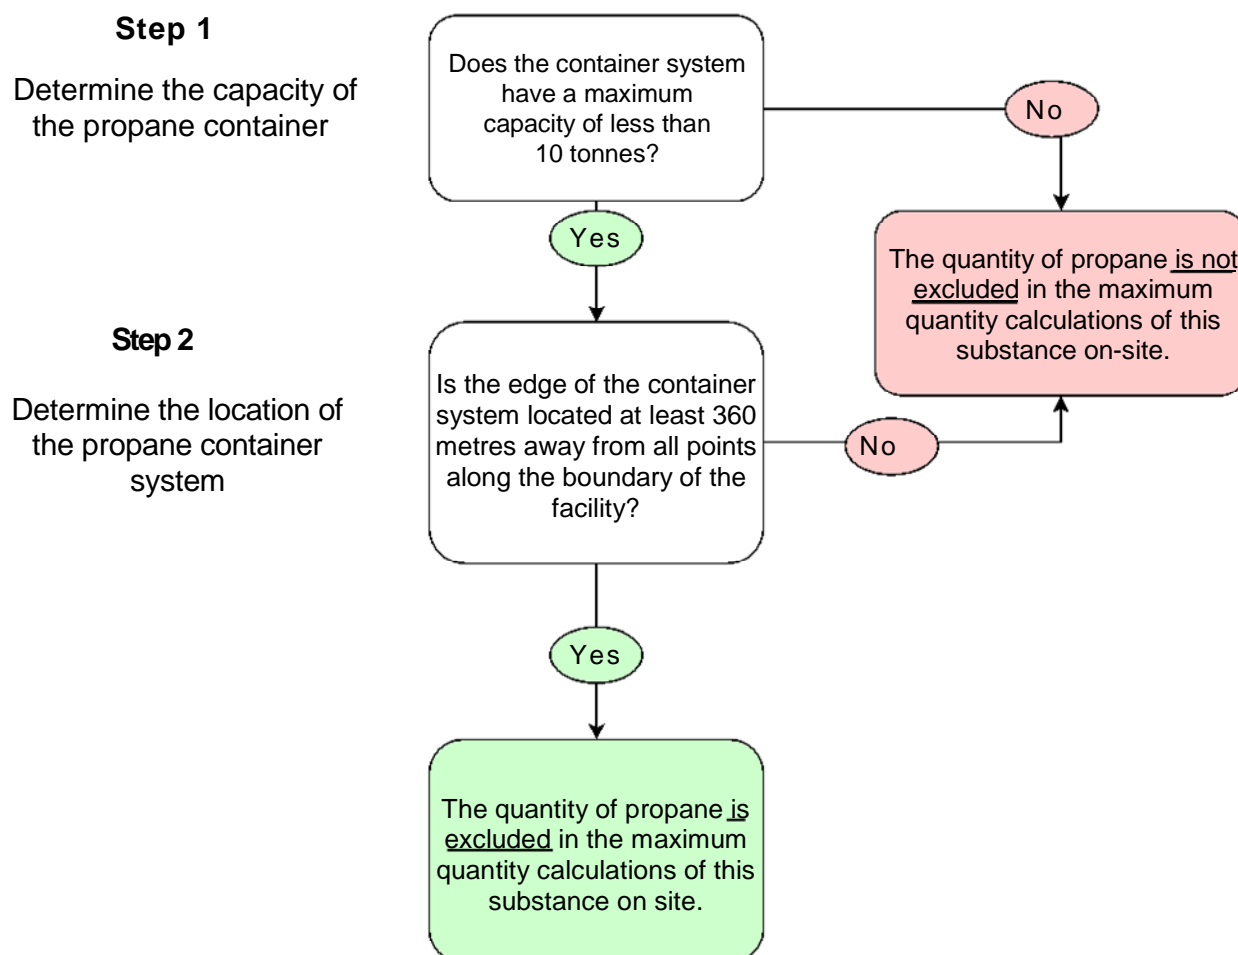 Step 1
Determine the capacity of
the propane container
Does the container system
have a maximum
capacity of less than
10 tonnes?
No
Yes
The quantity of propane is not
excluded in the maximum
quantity calculations of this
substance on-site.
Step 2
Determine the location of
the propane container
system
Is the edge of the container
system located at least 360
metres away from all points
along the boundary of the
facility?
No
Yes
The quantity of propane is
excluded in the maximum
quantity calculations of this
substance on site.